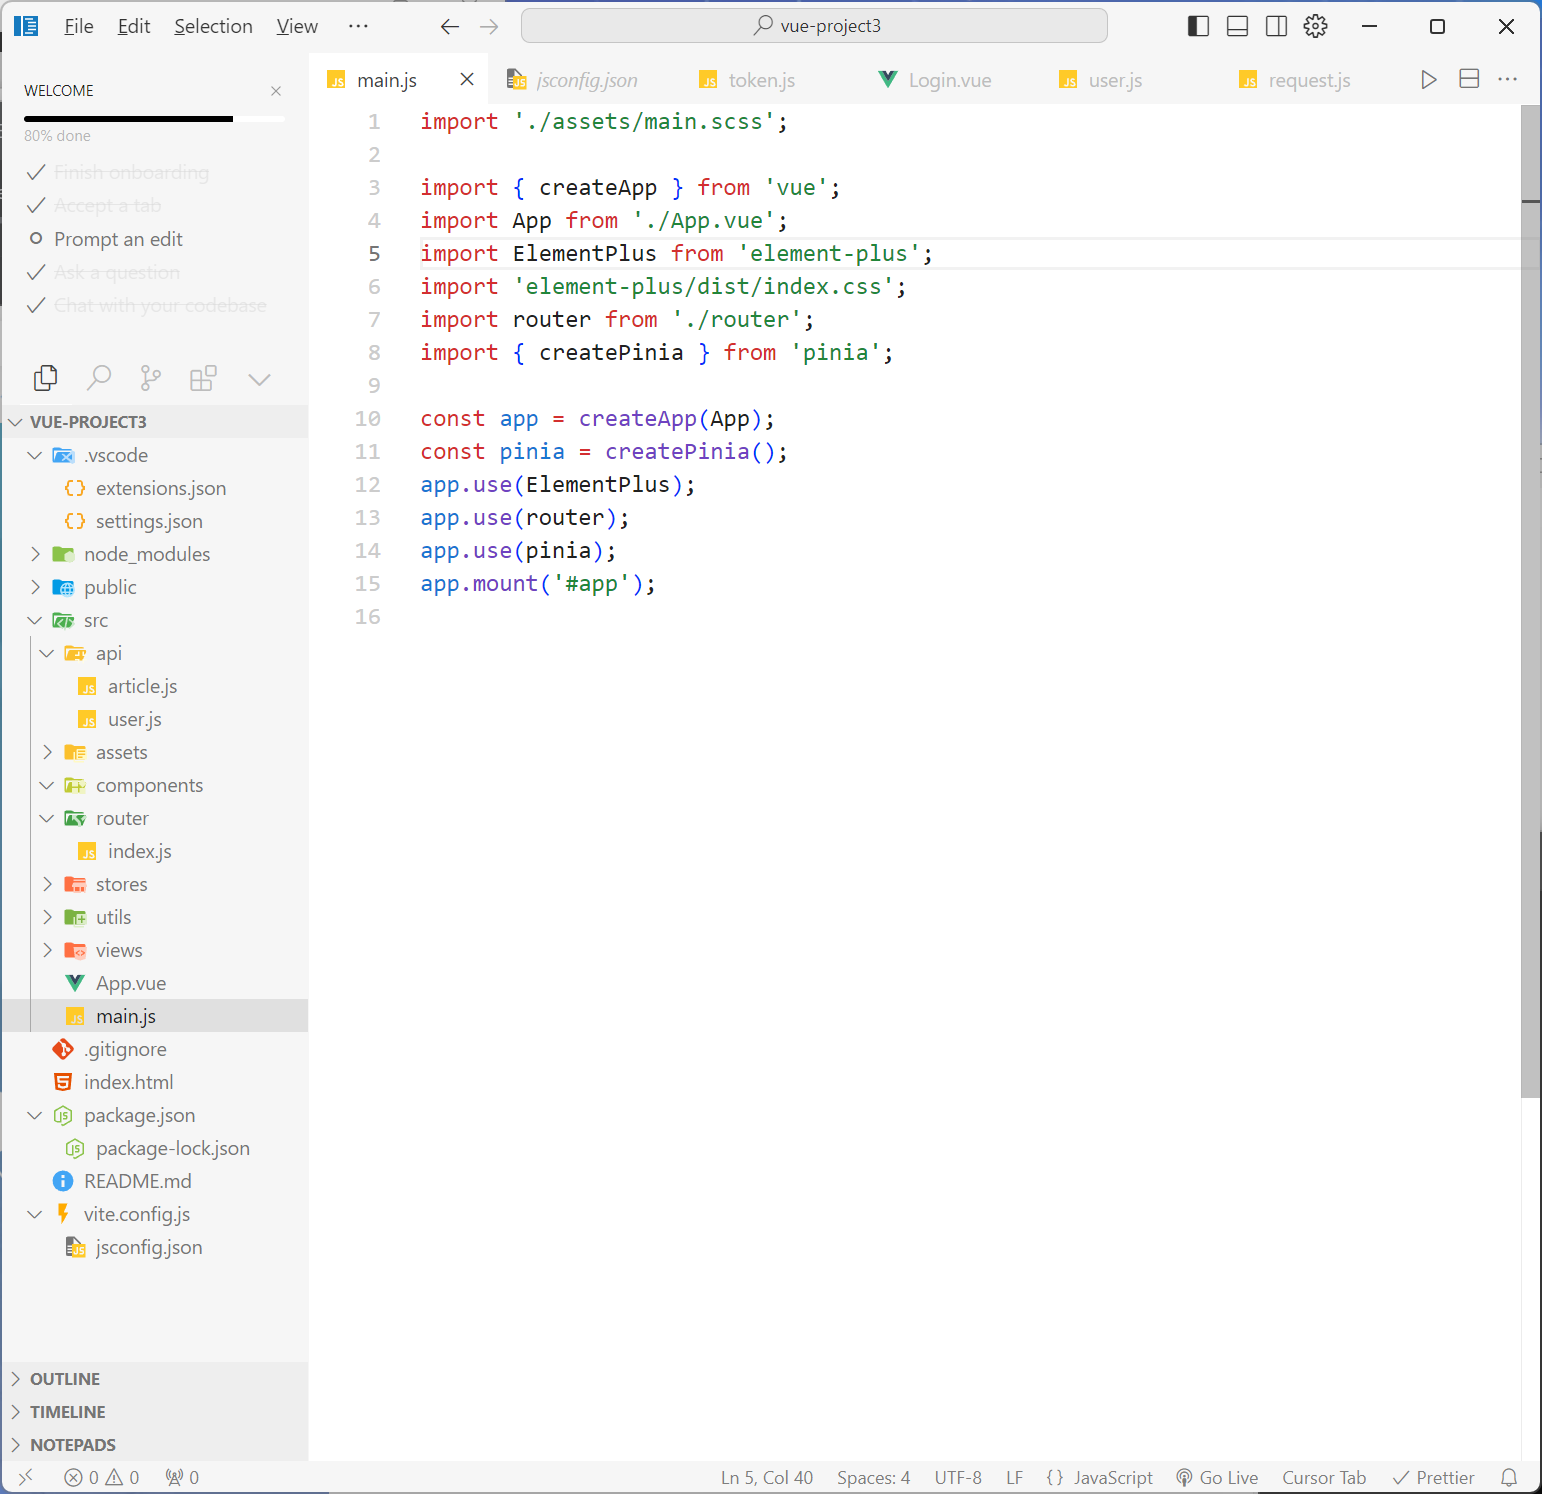 File Edit Selection View ··· vue-project3
WELCOME
80% done
Finish onboarding
Accept a tab
Prompt an edit
Ask a question
Chat with your codebase
VUE-PROJECT3
.vscode
extensions.json
settings.json
node_modules
public
src
api
article.js
user.js
assets
components
router
index.js
stores
utils
views
App.vue
main.js
.gitignore
index.html
package.json
package-lock.json
README.md
vite.config.js
jsconfig.json
OUTLINE
TIMELINE
NOTEPADS
main.js jsconfig.json token.js Login.vue user.js request.js
1 import './assets/main.scss';
2
3 import { createApp } from 'vue';
4 import App from './App.vue';
5 import ElementPlus from 'element-plus';
6 import 'element-plus/dist/index.css';
7 import router from './router';
8 import { createPinia } from 'pinia';
9
10 const app = createApp(App);
11 const pinia = createPinia();
12 app.use(ElementPlus);
13 app.use(router);
14 app.use(pinia);
15 app.mount('#app');
16
0 0 0 Ln 5, Col 40 Spaces: 4 UTF-8 LF {} JavaScript Go Live Cursor Tab Prettier